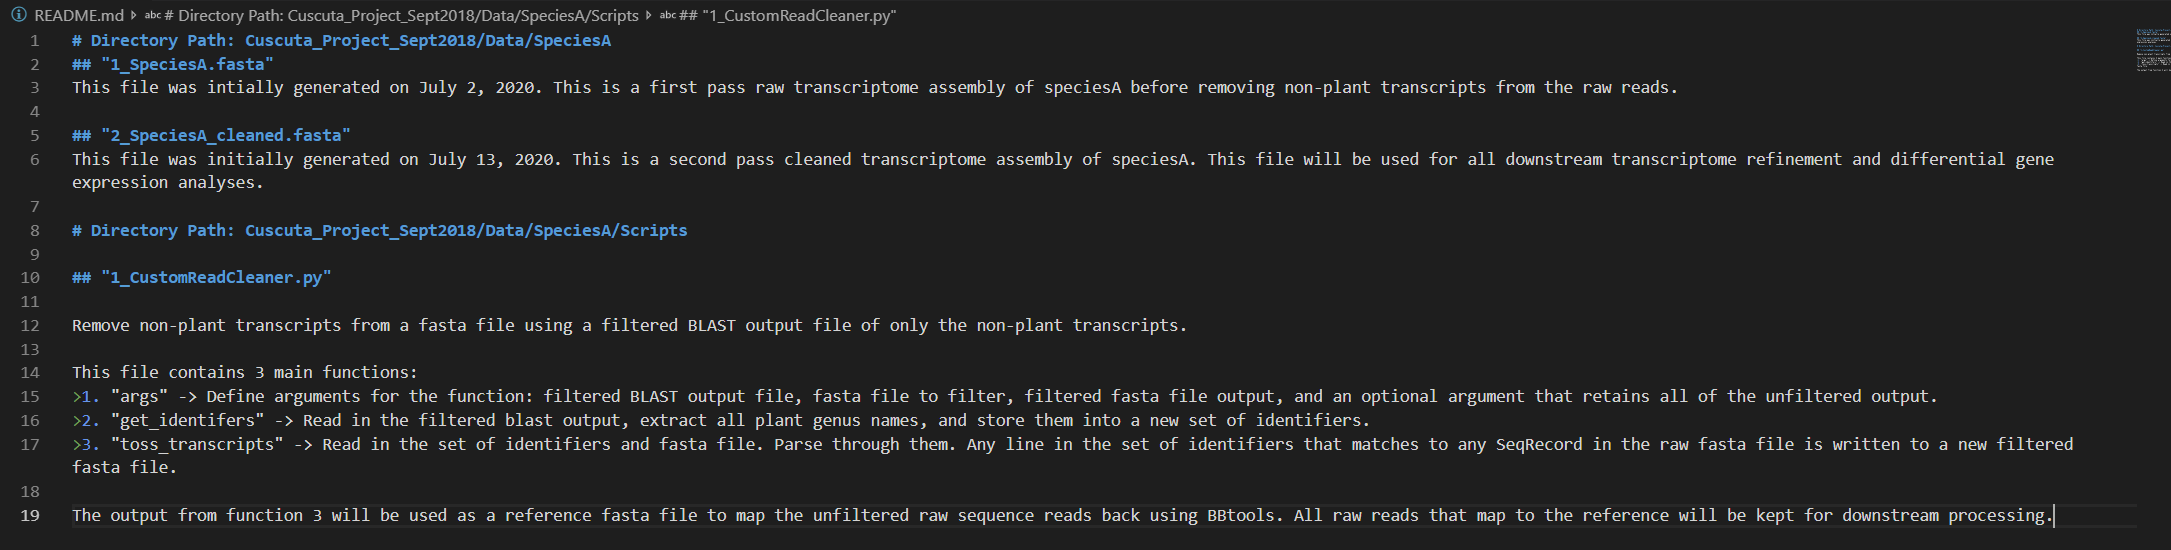 README.md > abc # Directory Path: Cuscuta_Project_Sept2018/Data/SpeciesA/Scripts > abc ## "1_CustomReadCleaner.py"
1 # Directory Path: Cuscuta_Project_Sept2018/Data/SpeciesA
2 ## "1_SpeciesA.fasta"
3 This file was intially generated on July 2, 2020. This is a first pass raw transcriptome assembly of speciesA before removing non-plant transcripts from the raw reads.
4
5 ## "2_SpeciesA_cleaned.fasta"
6 This file was initially generated on July 13, 2020. This is a second pass cleaned transcriptome assembly of speciesA. This file will be used for all downstream transcriptome refinement and differential gene
expression analyses.
7
8 # Directory Path: Cuscuta_Project_Sept2018/Data/SpeciesA/Scripts
9
10 ## "1_CustomReadCleaner.py"
11
12 Remove non-plant transcripts from a fasta file using a filtered BLAST output file of only the non-plant transcripts.
13
14 This file contains 3 main functions:
15 >1. "args" -> Define arguments for the function: filtered BLAST output file, fasta file to filter, filtered fasta file output, and an optional argument that retains all of the unfiltered output.
16 >2. "get_identifers" -> Read in the filtered blast output, extract all plant genus names, and store them into a new set of identifiers.
17 >3. "toss_transcripts" -> Read in the set of identifiers and fasta file. Parse through them. Any line in the set of identifiers that matches to any SeqRecord in the raw fasta file is written to a new filtered
fasta file.
18
19 The output from function 3 will be used as a reference fasta file to map the unfiltered raw sequence reads back using BBtools. All raw reads that map to the reference will be kept for downstream processing.